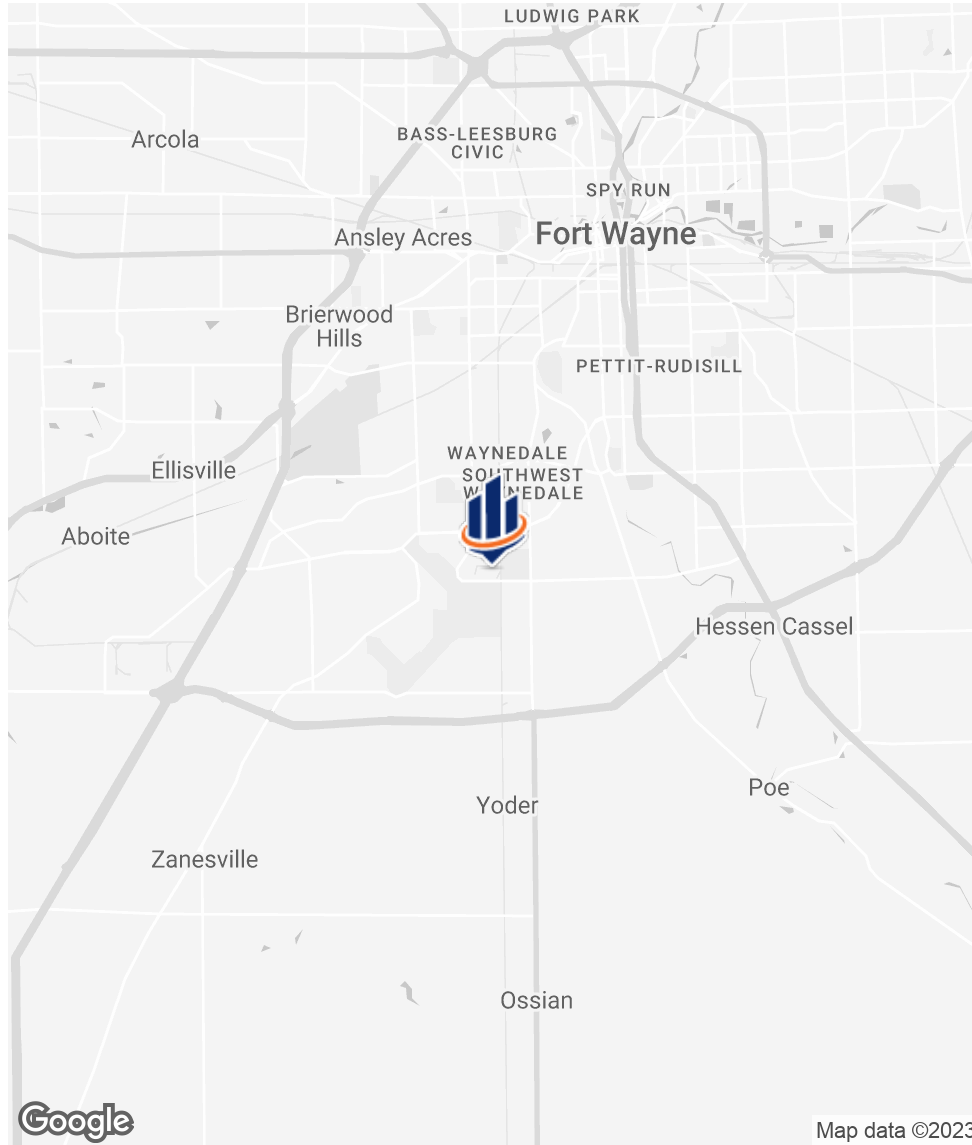 LUDWIG PARK
Arcola
BASS-LEESBURG
CIVIC
SPY RUN
Fort Wayne
Ansley Acres
Brierwood
Hills
PETTIT-RUDISILL
WAYNEDALE
Ellisville
SOUTHWEST
WAYNEDALE
Aboite
Hessen Cassel
Poe
Yoder
Zanesville
Ossian
Google
Map data ©2023